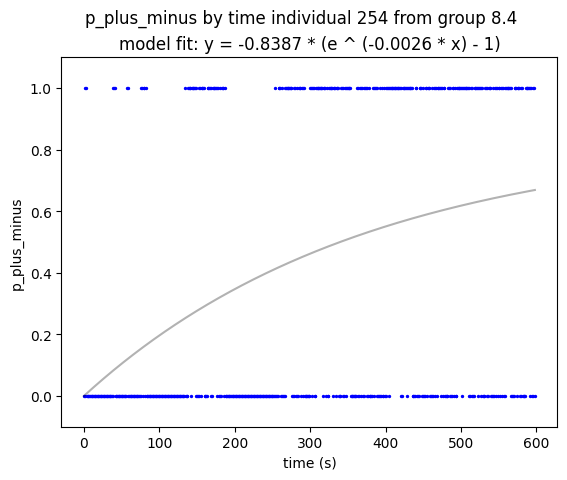 p_plus_minus by time individual 254 from group 8.4
model fit: y = -0.8387 * (e ^ (-0.0026 * x) - 1)
1.0
0.8
0.6
0.4
0.2
0.0
p_plus_minus
0 100 200 300 400 500 600
time (s)